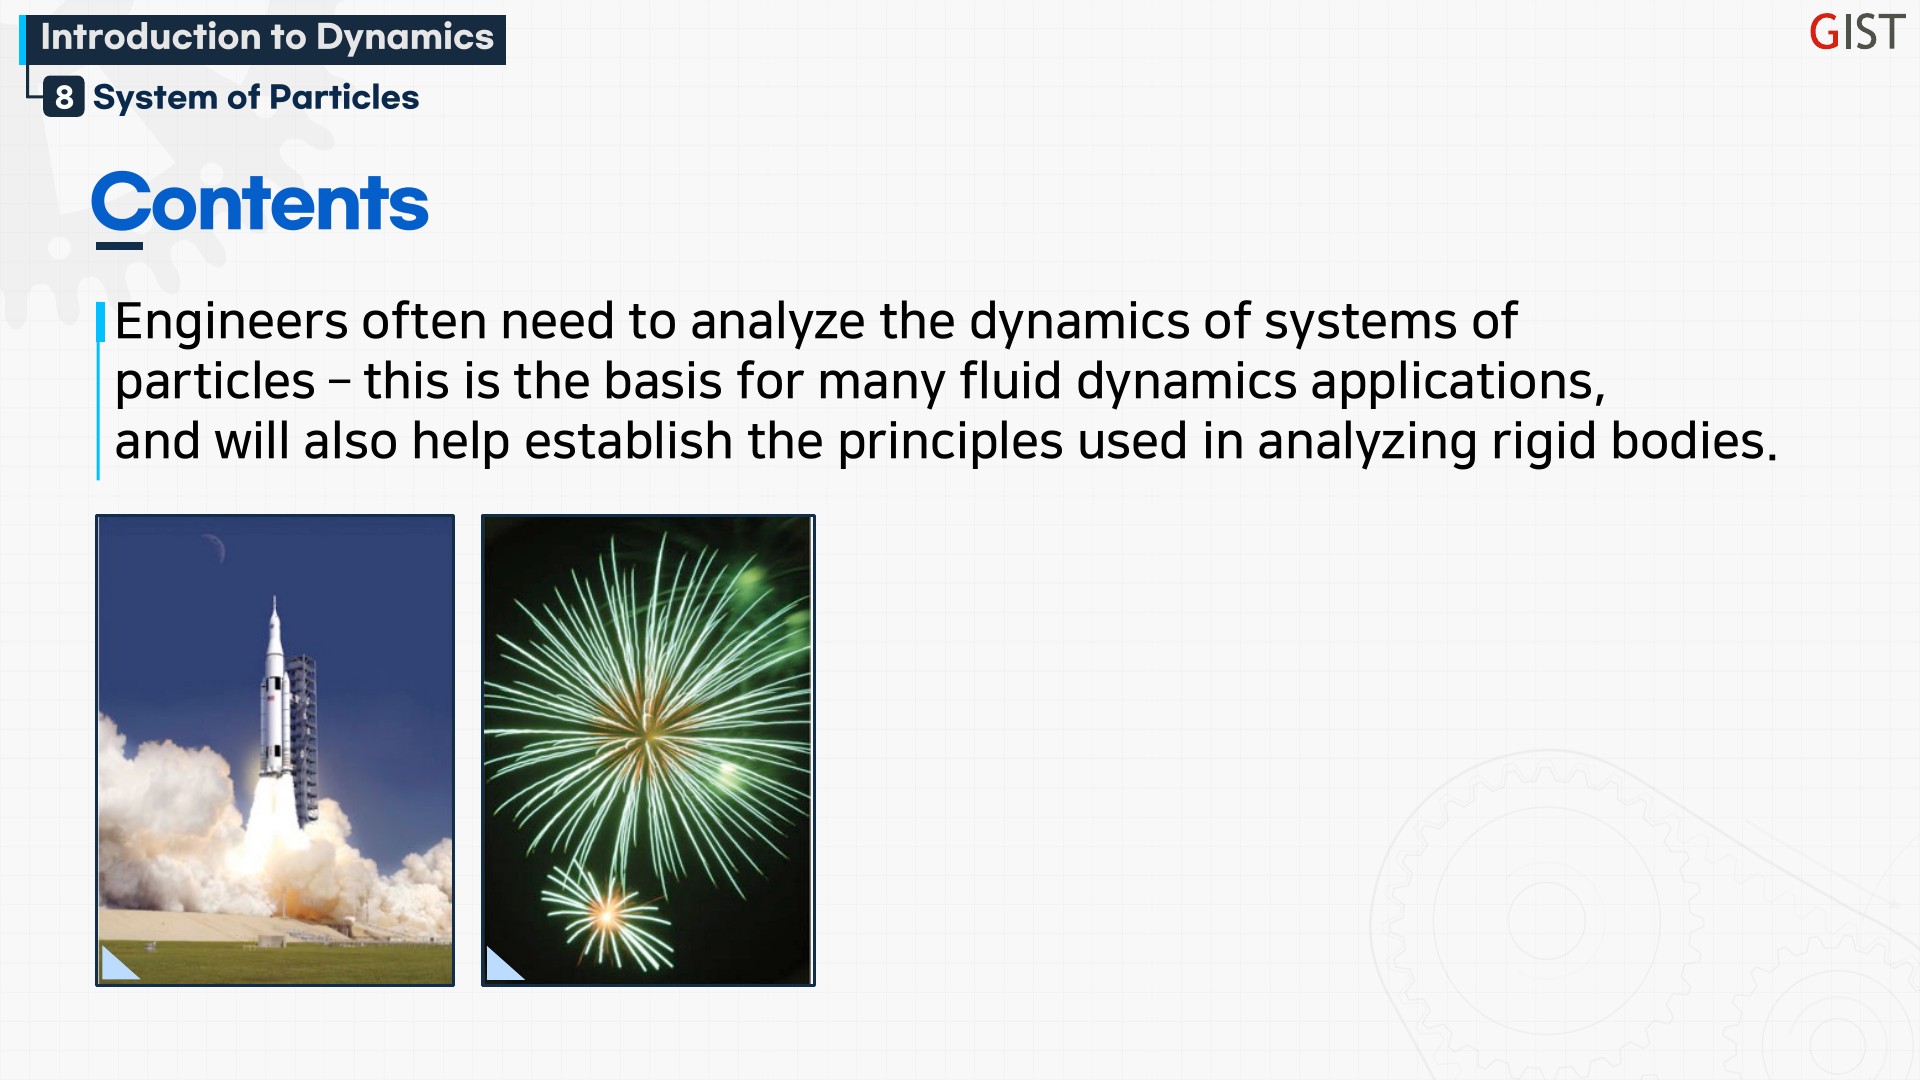 Introduction to Dynamics
GIST
8 System of Particles
Contents
Engineers often need to analyze the dynamics of systems of
particles – this is the basis for many fluid dynamics applications,
and will also help establish the principles used in analyzing rigid bodies.